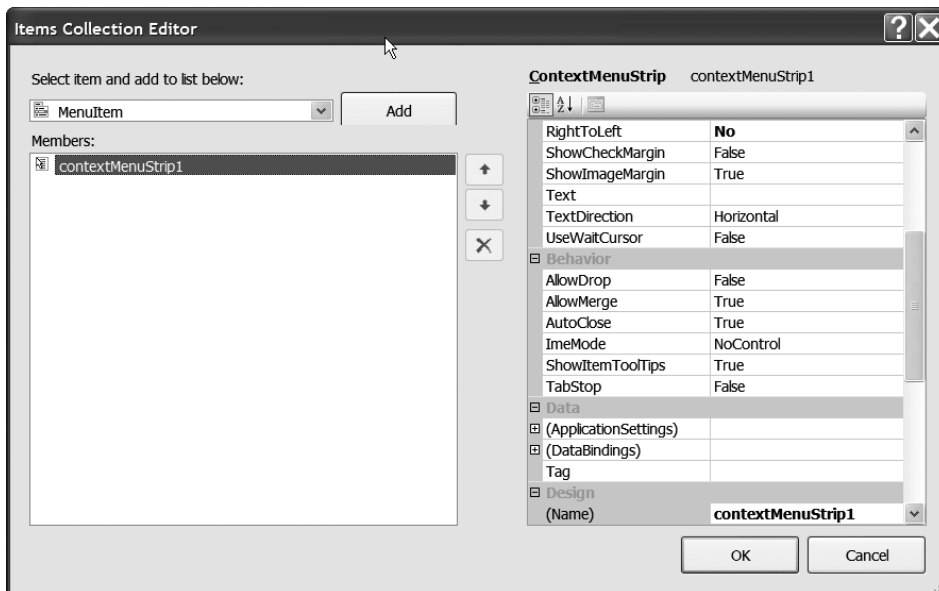 Items Collection Editor
Select item and add to list below:
MenuItem
Add
Members:
contextMenuStrip1
ContextMenuStrip contextMenuStrip1
RightToLeft No
ShowCheckMargin False
ShowImageMargin True
Text
TextDirection Horizontal
UseWaitCursor False
Behavior
AllowDrop False
AllowMerge True
AutoClose True
ImeMode NoControl
ShowItemToolTips True
TabStop False
Data
(ApplicationSettings)
(DataBindings)
Tag
Design
(Name) contextMenuStrip1
OK Cancel